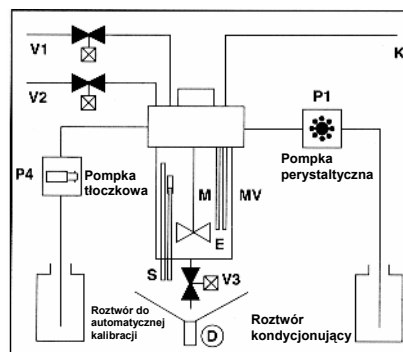 V1
K
V2
P1
Pompka
perystaltyczna
P4
Pompka
tłoczkowa
M
MV
E
S
V3
Roztwór do
automatycznej
kalibracji
D
Roztwór
kondycjonujący